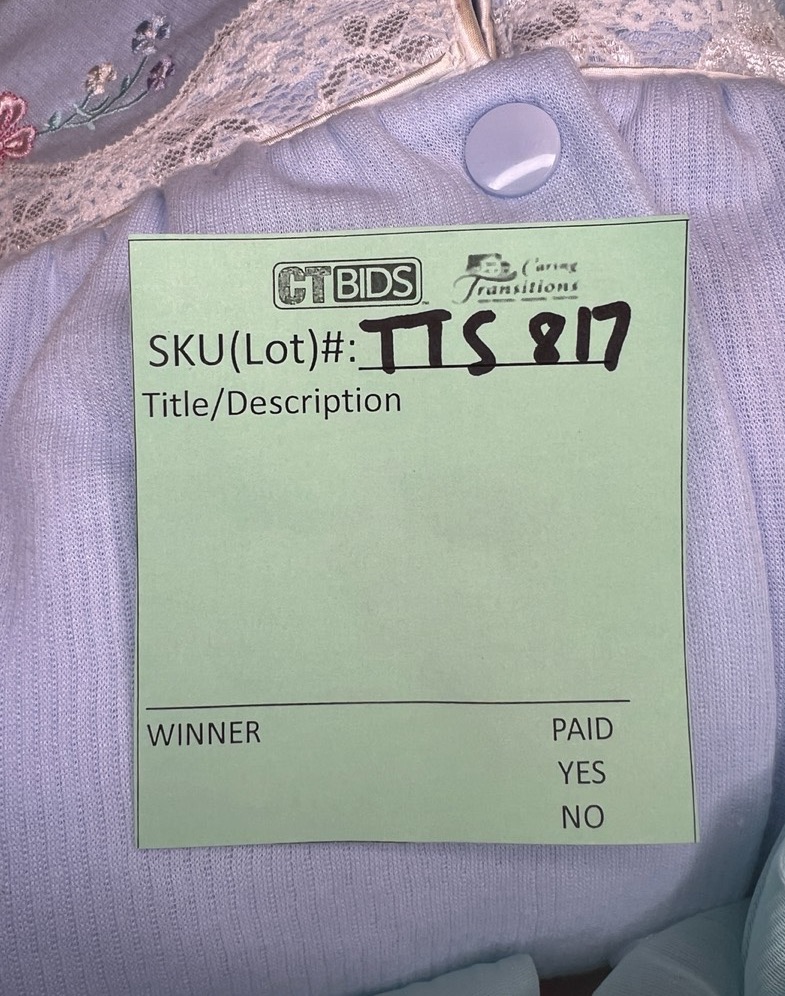 CTBIDS Caring
Transitions
SKU(Lot)#: TTS 817
Title/Description
WINNER PAID
YES
NO